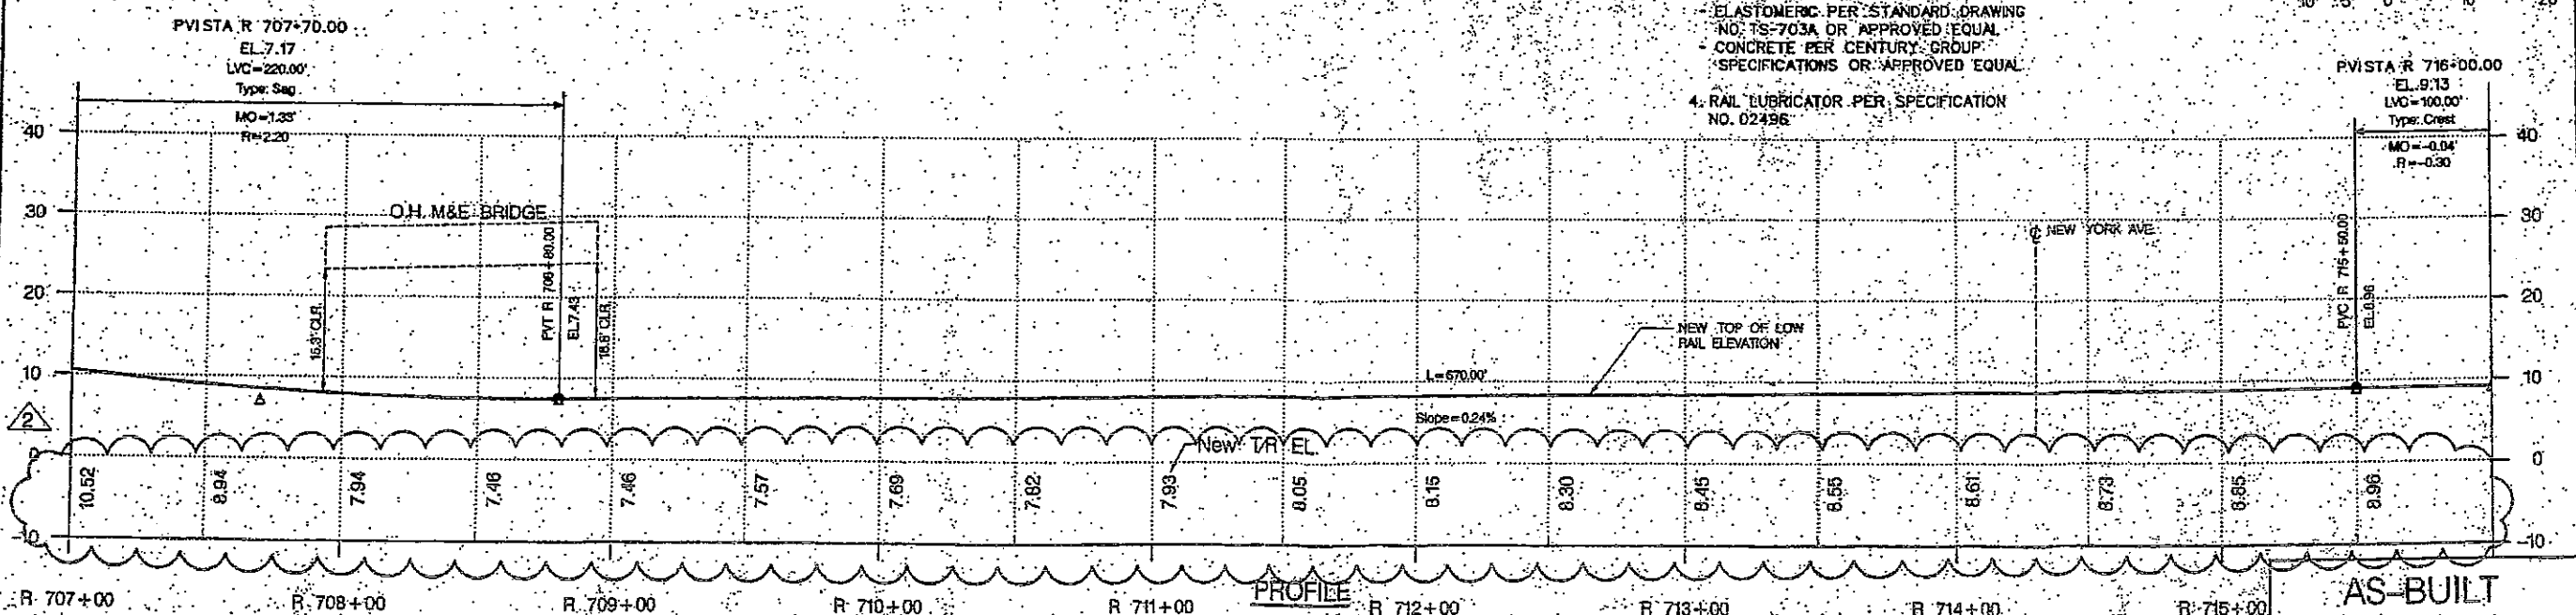 PVI STA R 707+70.00
EL.7.17
LVC=220.00'
Type: Sag
MO=1.33'
R=2.20
- ELASTOMERIC PER STANDARD DRAWING
NO. TS-703A OR APPROVED EQUAL
- CONCRETE PER CENTURY GROUP
SPECIFICATIONS OR APPROVED EQUAL
4. RAIL LUBRICATOR PER SPECIFICATION
NO. 02496
PVI STA R 716+00.00
EL.9.13
LVC=100.00'
Type: Crest
MO=-0.04'
R=-0.30
40
30
20
10
0
-10
40
30
20
10
0
-10
O.H. M&E BRIDGE
15.3' CLR.
PVT R 708+80.00
EL.7.43
NEW YORK AVE.
PVC R 715+50.00
EL.8.96
NEW TOP OF LOW
RAIL ELEVATION
L=670.00'
Slope=0.24%
2
New T/R EL.
10.52
8.94
7.94
7.46
7.46
7.57
7.69
7.82
7.93
8.05
8.15
8.30
8.45
8.55
8.61
8.73
8.85
8.96
R 707+00
R 708+00
R 709+00
R 710+00
R 711+00
PROFILE
R 712+00
R 713+00
R 714+00
R 715+00
AS-BUILT